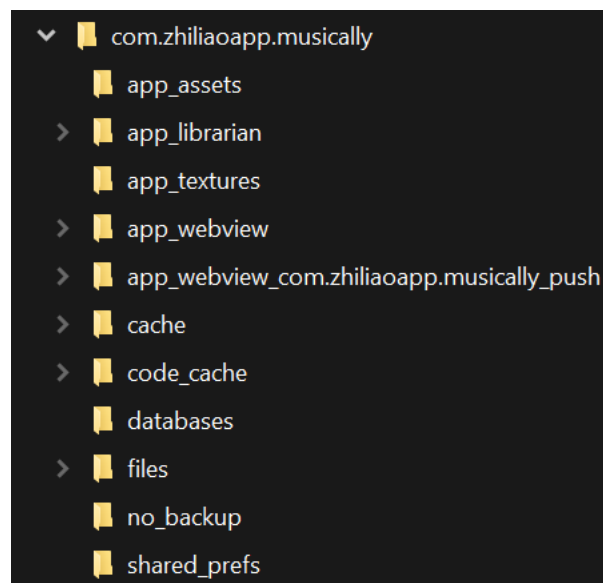 com.zhiliaoapp.musically
app_assets
app_librarian
app_textures
app_webview
app_webview_com.zhiliaoapp.musically_push
cache
code_cache
databases
files
no_backup
shared_prefs